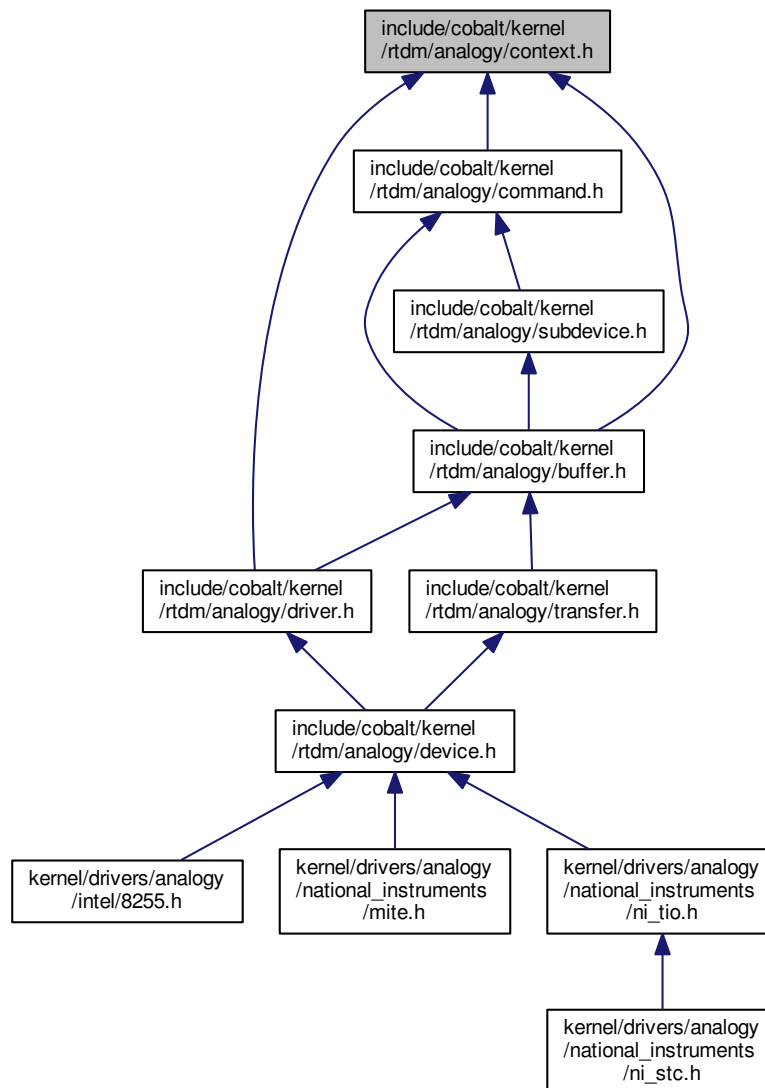 include/cobalt/kernel
/rtdm/analogy/context.h
include/cobalt/kernel
/rtdm/analogy/command.h
include/cobalt/kernel
/rtdm/analogy/subdevice.h
include/cobalt/kernel
/rtdm/analogy/buffer.h
include/cobalt/kernel
/rtdm/analogy/driver.h
include/cobalt/kernel
/rtdm/analogy/transfer.h
include/cobalt/kernel
/rtdm/analogy/device.h
kernel/drivers/analogy
/intel/8255.h
kernel/drivers/analogy
/national_instruments
/mite.h
kernel/drivers/analogy
/national_instruments
/ni_tio.h
kernel/drivers/analogy
/national_instruments
/ni_stc.h